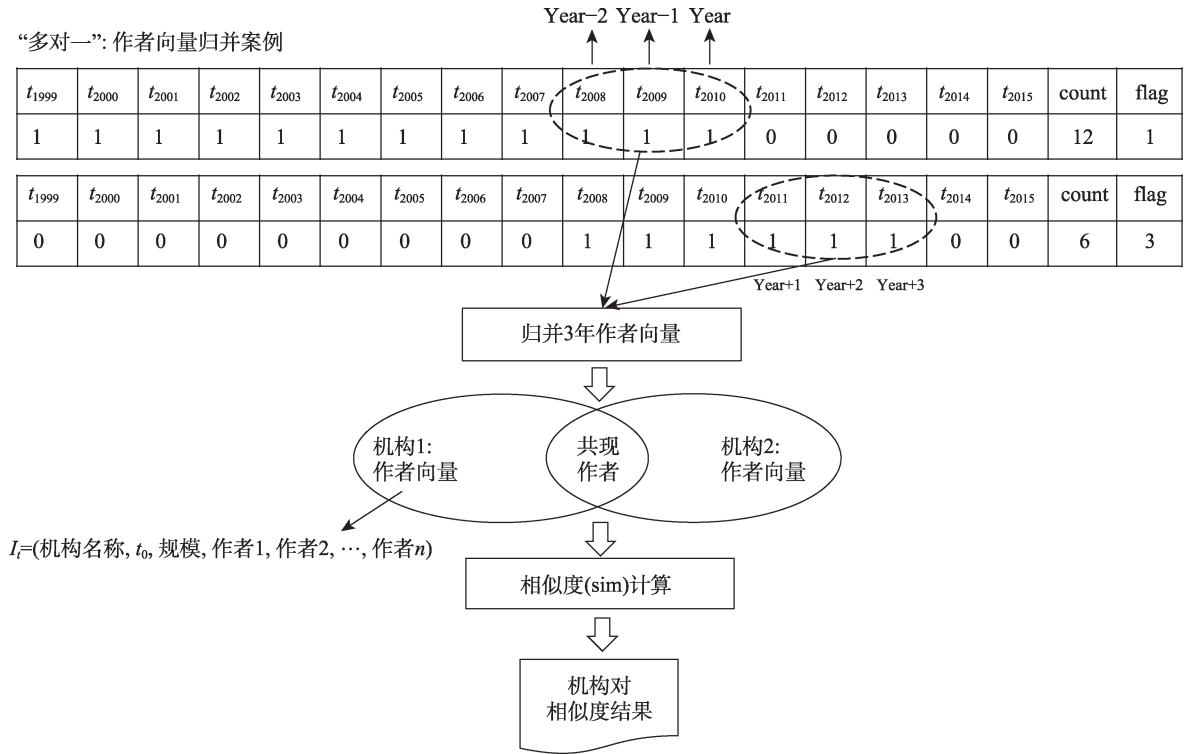 Year−2 Year−1 Year
“多对一”: 作者向量归并案例
t1999 t2000 t2001 t2002 t2003 t2004 t2005 t2006 t2007 t2008 t2009 t2010 t2011 t2012 t2013 t2014 t2015 count flag
1 1 1 1 1 1 1 1 1 1 1 1 0 0 0 0 0 12 1
t1999 t2000 t2001 t2002 t2003 t2004 t2005 t2006 t2007 t2008 t2009 t2010 t2011 t2012 t2013 t2014 t2015 count flag
0 0 0 0 0 0 0 0 0 1 1 1 1 1 1 0 0 6 3
Year+1 Year+2 Year+3
归并3年作者向量
机构1:
作者向量
共现
作者
机构2:
作者向量
It=(机构名称, t0, 规模, 作者1, 作者2, ⋯, 作者n)
相似度(sim)计算
机构对
相似度结果